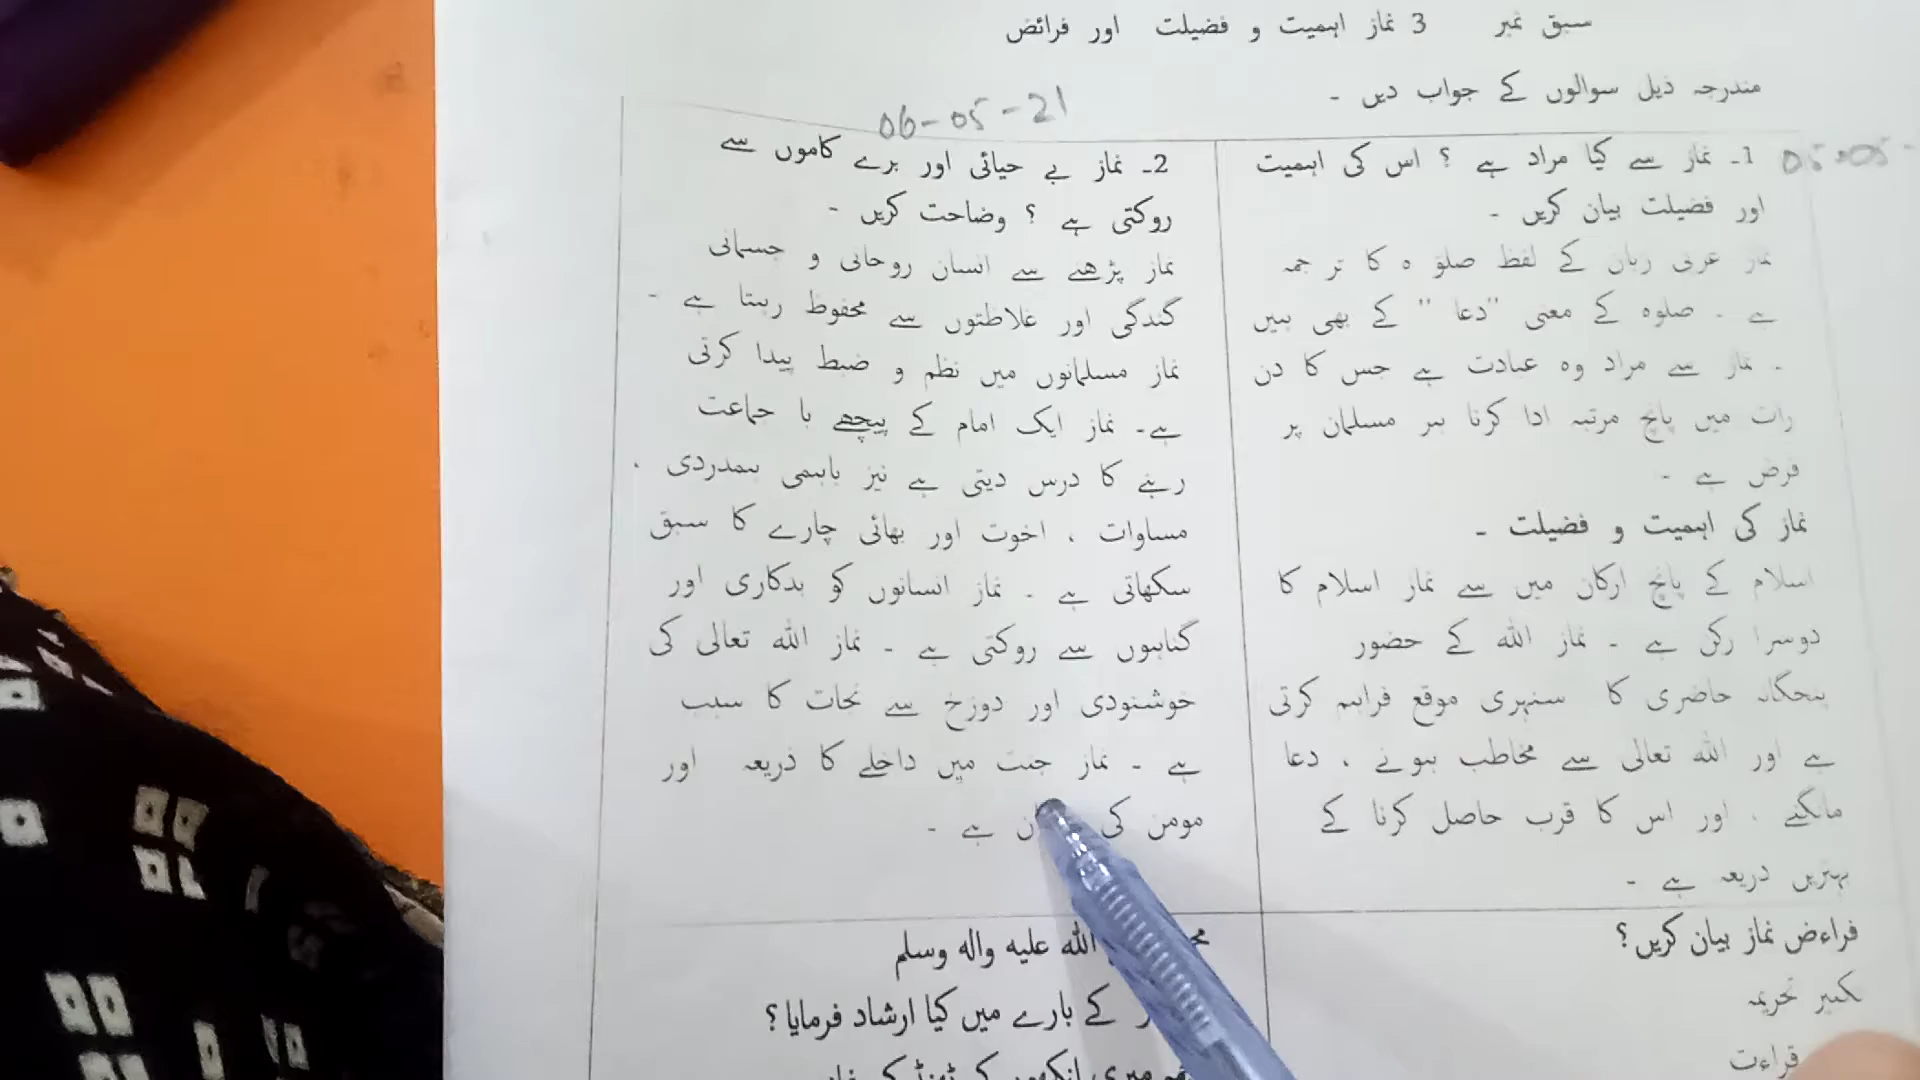 سبق نمبر 3 نماز اہمیت و فضیلت اور فرائض
مندرجہ ذیل سوالوں کے جواب دیں ۔
05-05-
1۔ نماز سے کیا مراد ہے ؟ اس کی اہمیت
اور فضیلت بیان کریں ۔
نماز عربی زبان کے لفظ صلوٰ ہ کا تر جمہ
ہے ۔ صلوہ کے معنی "دعا " کے بھی ہیں
۔ نماز سے مراد وہ عبادت ہے جس کا دن
رات میں پانچ مرتبہ ادا کرنا ہر مسلمان پر
فرض ہے ۔
نماز کی اہمیت و فضیلت ۔
اسلام کے پانچ ارکان میں سے نماز اسلام کا
دوسرا رکن ہے ۔ نماز اللہ کے حضور
پنجگانہ حاضری کا سنہری موقع فراہم کرتی
ہے اور اللہ تعالی سے مخاطب ہونے ، دعا
مانگنے ، اور اس کا قرب حاصل کرنا کے
بہترین ذریعہ ہے ۔
06-05-21
2۔ نماز بے حیائی اور برے کاموں سے
روکتی ہے ؟ وضاحت کریں ۔
نماز پڑھنے سے انسان روحانی و جسمانی
گندگی اور غلاظتوں سے محفوظ رہتا ہے ۔
نماز مسلمانوں میں نظم و ضبط پیدا کرتی
ہے۔ نماز ایک امام کے پیچھے با جماعت
رہنے کا درس دیتی ہے نیز باہمی ہمدردی ،
مساوات ، اخوت اور بھائی چارے کا سبق
سکھاتی ہے ۔ نماز انسانوں کو بدکاری اور
گناہوں سے روکتی ہے ۔ نماز اللہ تعالی کی
خوشنودی اور دوزخ سے نجات کا سبب
ہے ۔ نماز جنت میں داخلے کا ذریعہ اور
مومن کی ہے ۔
فراءض نماز بیان کریں؟
تکبیر تحریمہ
قراءت
اللہ علیہ والہ وسلم
کے بارے میں کیا ارشاد فرمایا؟
میری